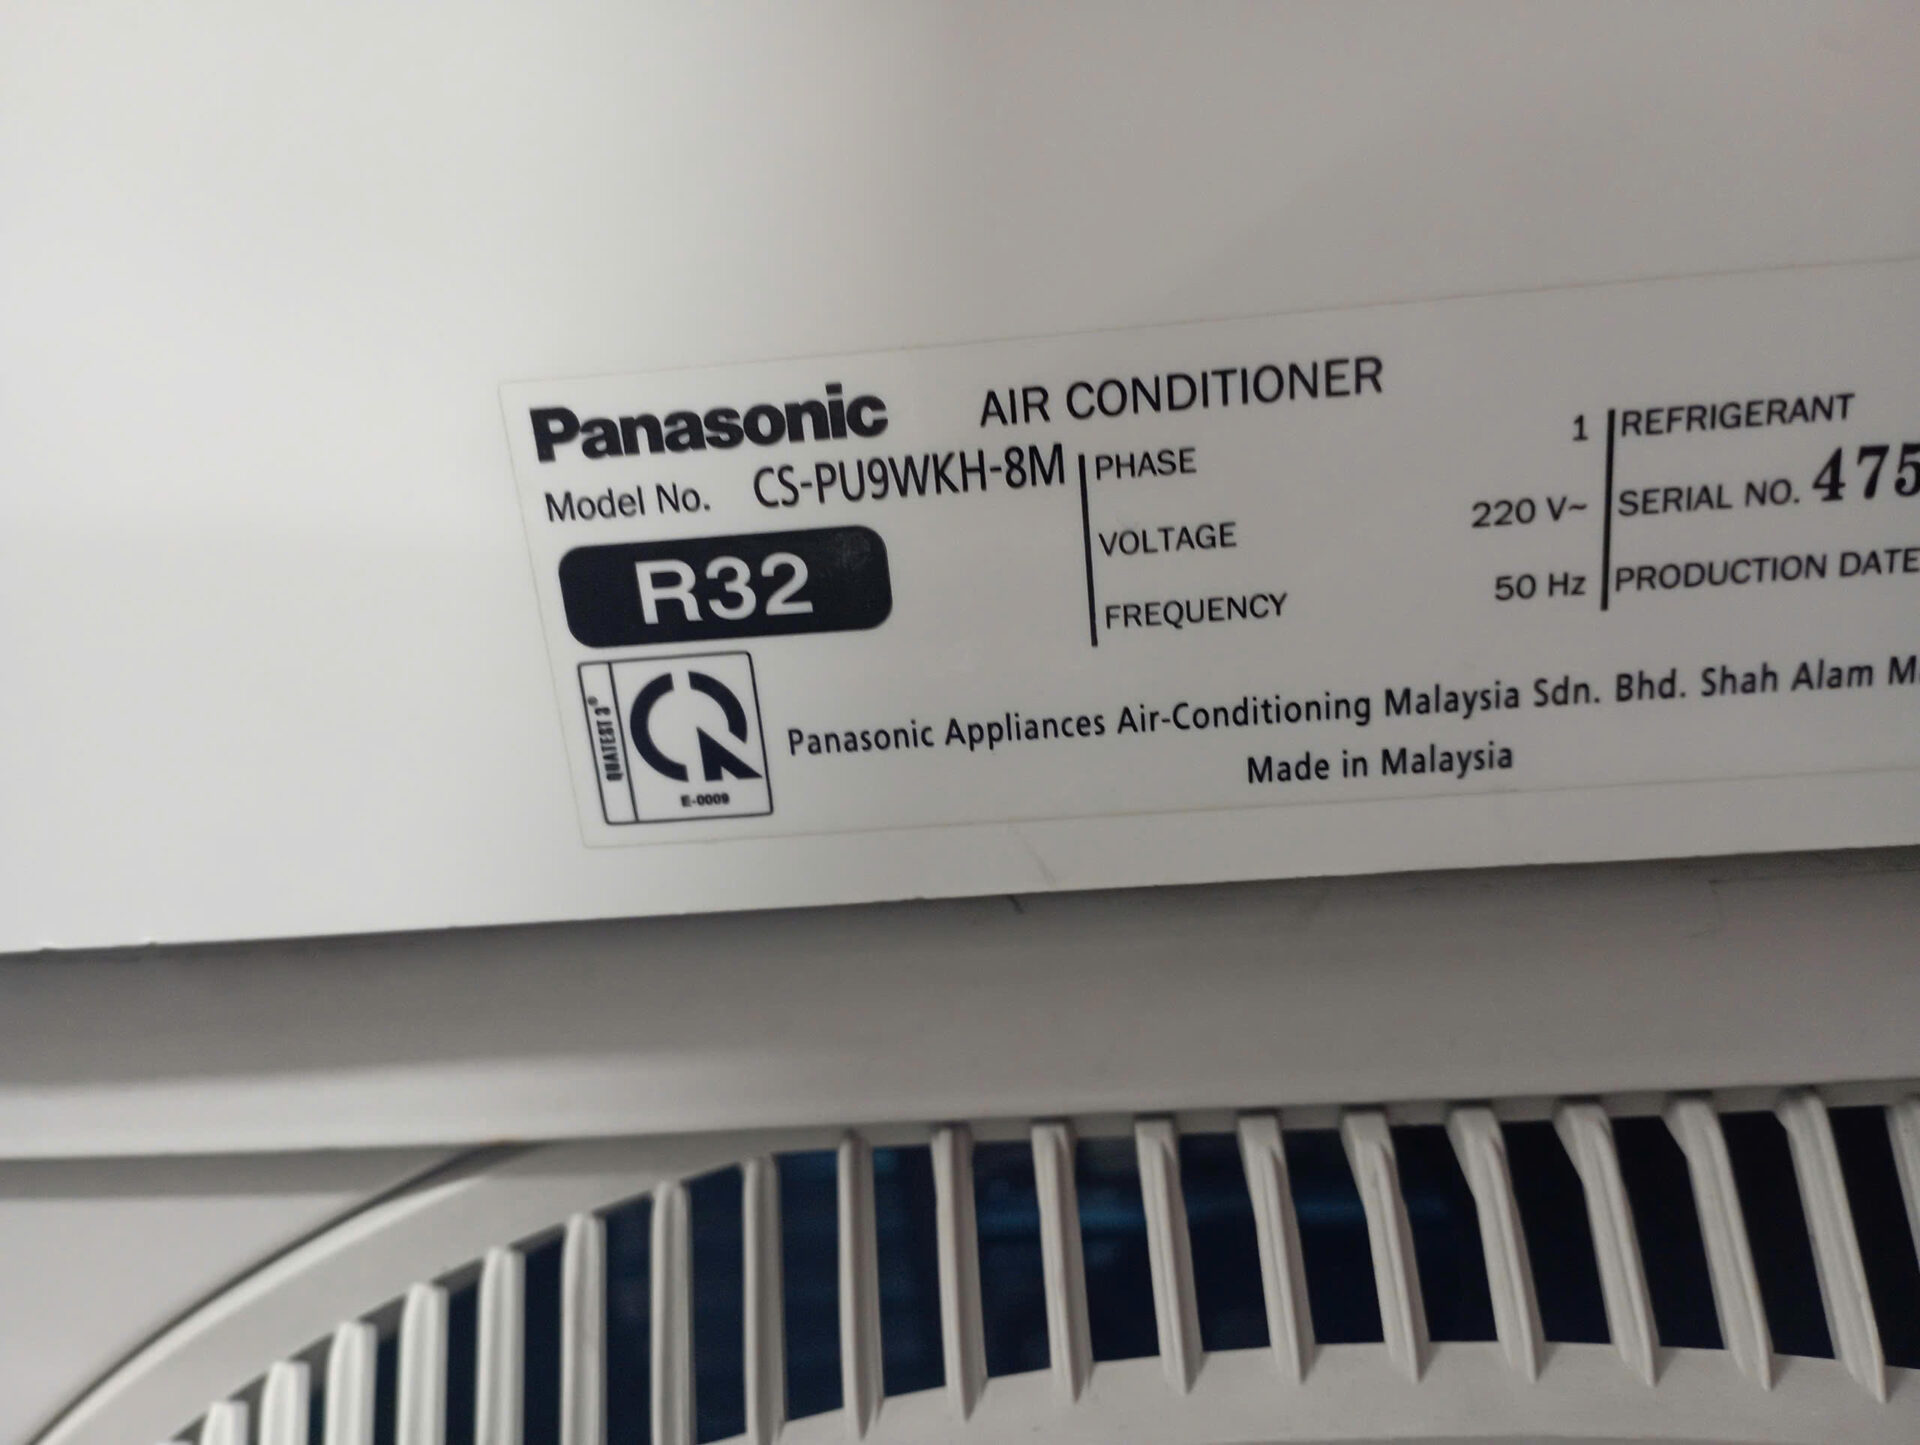 Panasonic AIR CONDITIONER
Model No. CS-PU9WKH-8M
R32
PHASE 1
VOLTAGE 220 V~
FREQUENCY 50 Hz
REFRIGERANT
SERIAL NO. 475
PRODUCTION DATE
QUATEST 3®
E-0009
Panasonic Appliances Air-Conditioning Malaysia Sdn. Bhd. Shah Alam
Made in Malaysia